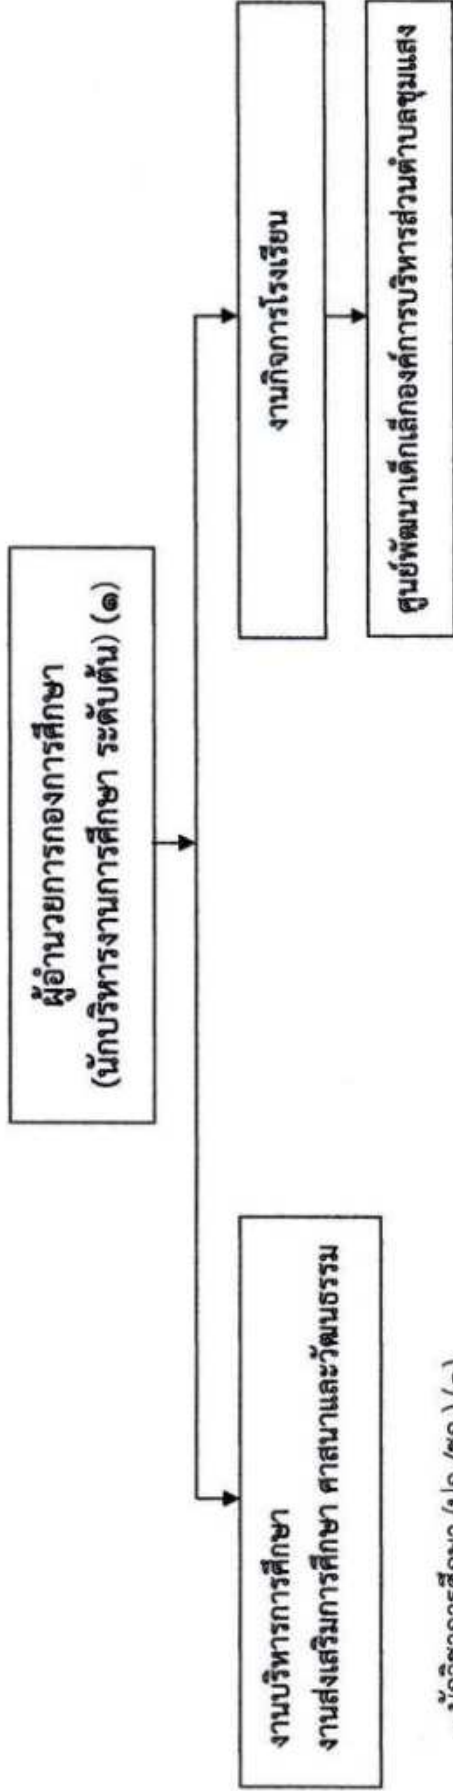 ผู้อำนวยการกองการศึกษา
(นักบริหารงานการศึกษา ระดับต้น) (๑)
งานบริหารการศึกษา
งานส่งเสริมการศึกษา ศาสนาและวัฒนธรรม
งานกิจการโรงเรียน
ศูนย์พัฒนาเด็กเล็กองค์การบริหารส่วนตำบลชุมแสง